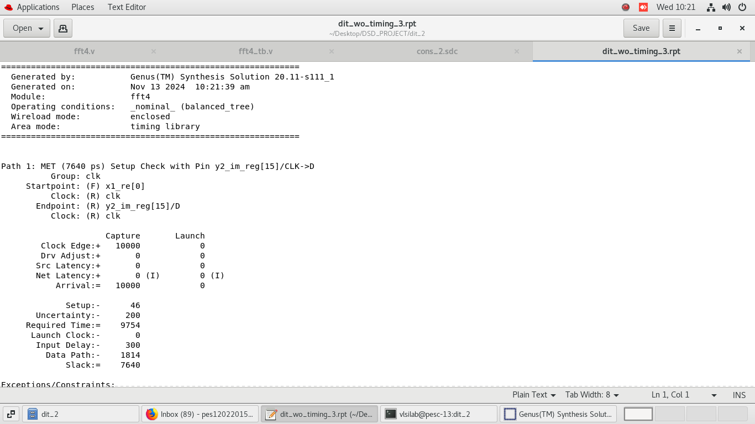 Applications Places Text Editor Wed 10:21
Open dit_wo_timing_3.rpt Save
~/Desktop/DSD_PROJECT/dit_2
fft4.v × fft4_tb.v × cons_2.sdc × dit_wo_timing_3.rpt ×
============================================================
Generated by: Genus(TM) Synthesis Solution 20.11-s111_1
Generated on: Nov 13 2024 10:21:39 am
Module: fft4
Operating conditions: _nominal_ (balanced_tree)
Wireload mode: enclosed
Area mode: timing library
============================================================
Path 1: MET (7640 ps) Setup Check with Pin y2_im_reg[15]/CLK->D
Group: clk
Startpoint: (F) x1_re[0]
Clock: (R) clk
Endpoint: (R) y2_im_reg[15]/D
Clock: (R) clk
Capture Launch
Clock Edge:+ 10000 0
Drv Adjust:+ 0 0
Src Latency:+ 0 0
Net Latency:+ 0 (I) 0 (I)
Arrival:= 10000 0
Setup:- 46
Uncertainty:- 200
Required Time:= 9754
Launch Clock:- 0
Input Delay:- 300
Data Path:- 1814
Slack:= 7640
Exceptions/Constraints:
Plain Text Tab Width: 8 Ln 1, Col 1 INS
dit_2 Inbox (89) - pes12022015... dit_wo_timing_3.rpt (~/De... vlsilab@pesc-13:dit_2 Genus(TM) Synthesis Solut...